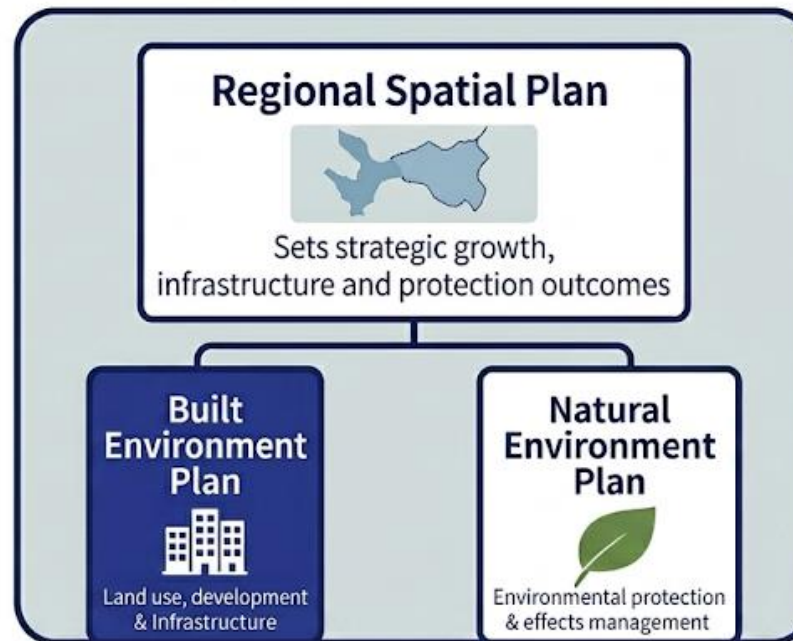 Regional Spatial Plan
Sets strategic growth,
infrastructure and protection outcomes
Built
Environment
Plan
Land use, development
& Infrastructure
Natural
Environment
Plan
Environmental protection
& effects management